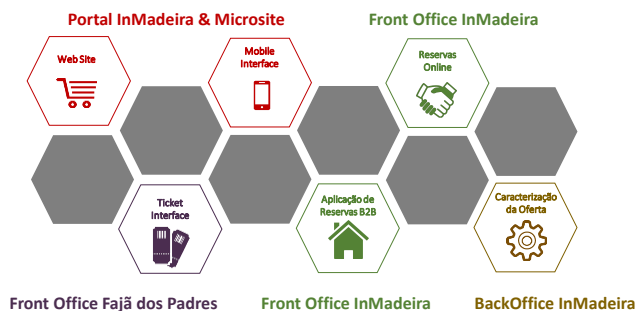 Portal InMadeira & Microsite
Front Office InMadeira
Web Site
Mobile
Interface
Reservas
Online
Ticket
Interface
Aplicação de
Reservas B2B
Caracterização
da Oferta
Front Office Fajã dos Padres
Front Office InMadeira
BackOffice InMadeira